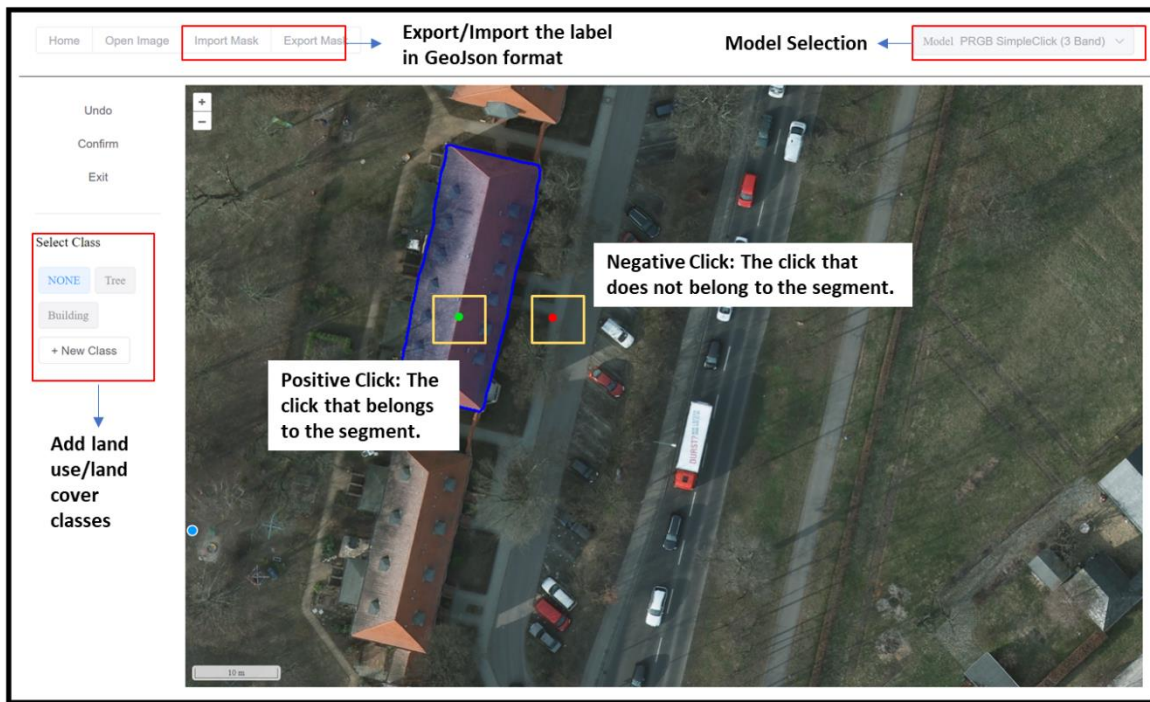 Home Open Image Import Mask Export Mask
Export/Import the label
in GeoJson format
Model Selection
Model PRGB SimpleClick (3 Band)
Undo
Confirm
Exit
+
−
Select Class
NONE Tree
Building
+ New Class
Add land
use/land
cover
classes
Negative Click: The click that
does not belong to the segment.
Positive Click: The
click that belongs
to the segment.
10 m